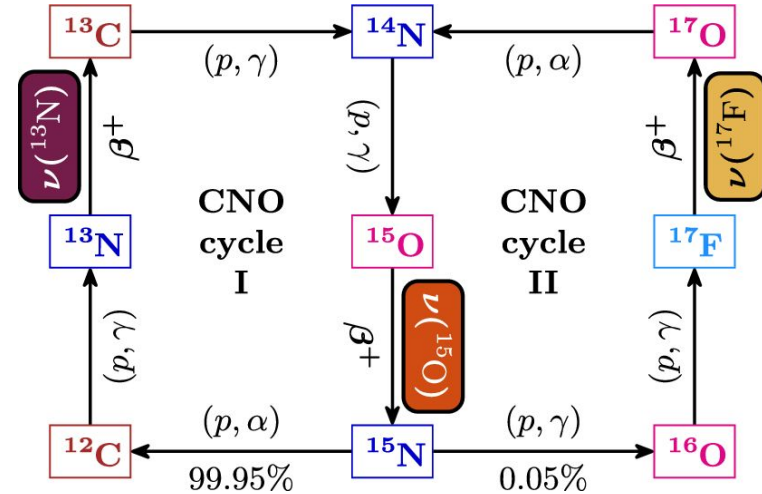 ¹³C
(p, γ)
¹⁴N
(p, α)
¹⁷O
ν(¹³N)
β⁺
(p, γ)
β⁺
ν(¹⁷F)
¹³N
CNO
cycle
I
¹⁵O
CNO
cycle
II
¹⁷F
(p, γ)
β⁺
ν(¹⁵O)
(p, γ)
¹²C
(p, α)
99.95%
¹⁵N
(p, γ)
0.05%
¹⁶O